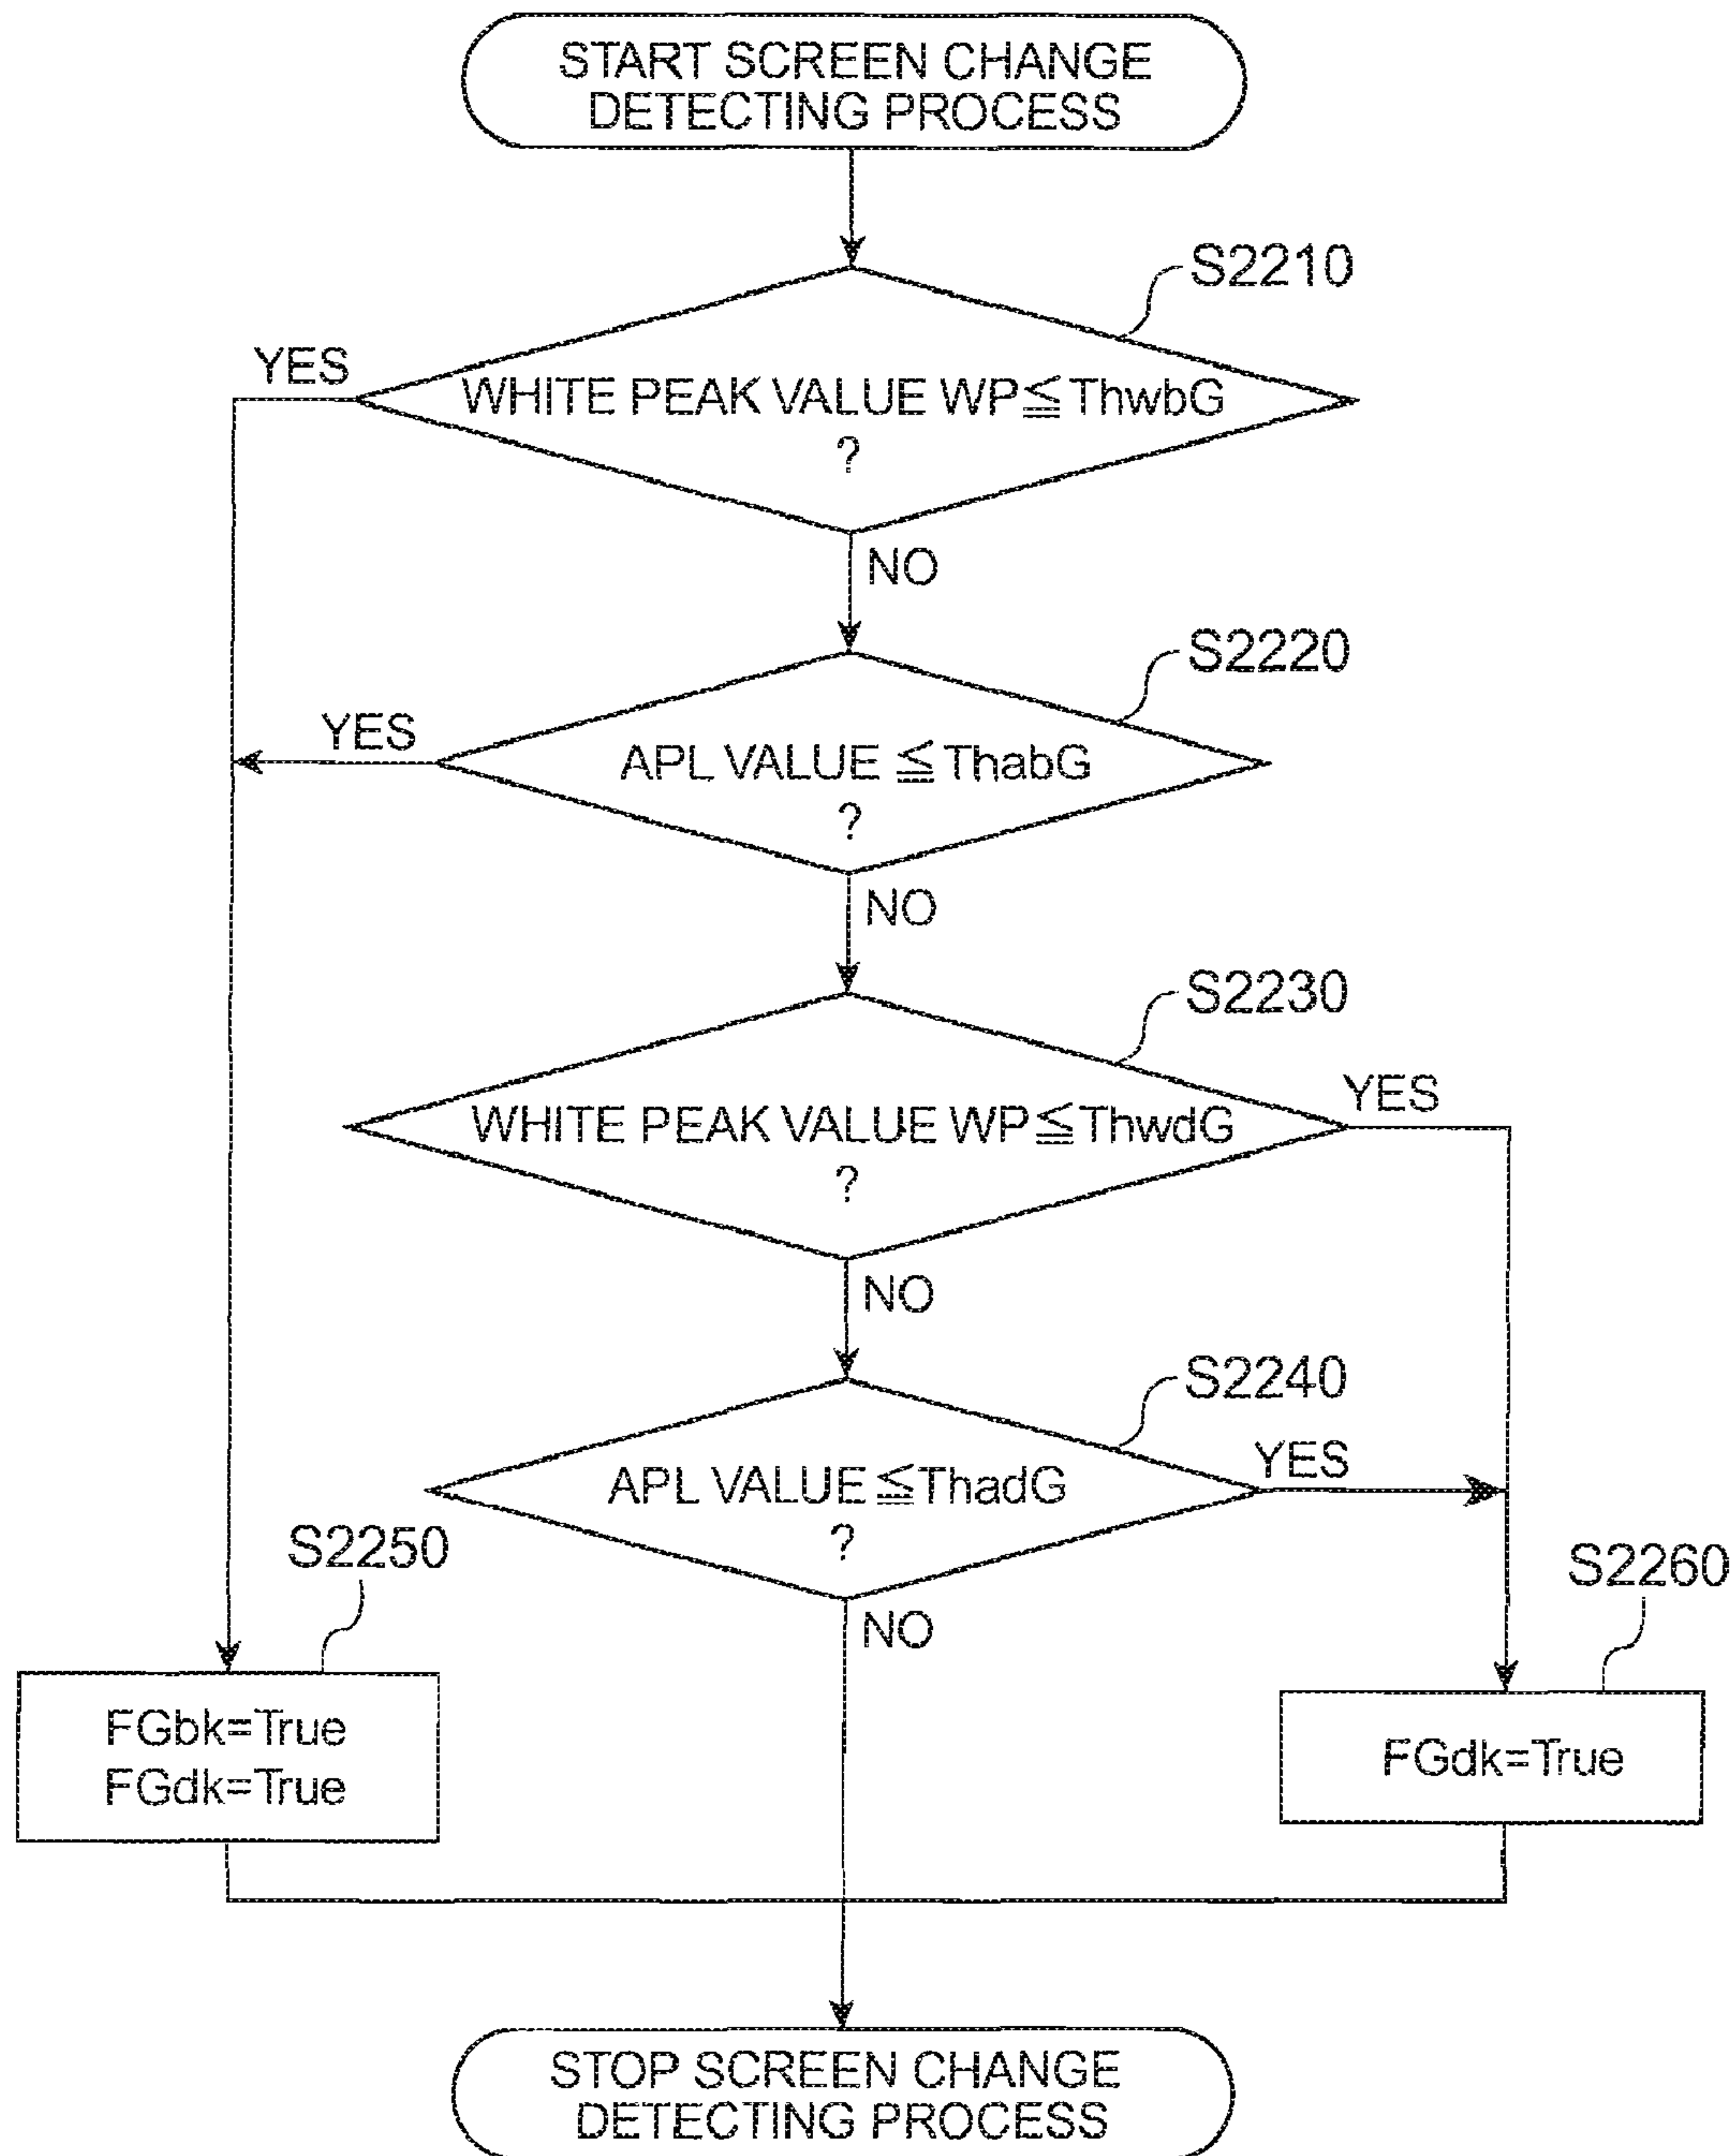 START SCREEN CHANGE
DETECTING PROCESS
S2210
YES
WHITE PEAK VALUE WP≦ThwbG
?
NO
S2220
YES
APL VALUE ≦ThabG
?
NO
S2230
YES
WHITE PEAK VALUE WP≦ThwdG
?
NO
S2240
YES
APL VALUE ≦ThadG
?
NO
S2250
FGbk=True
FGdk=True
S2260
FGdk=True
STOP SCREEN CHANGE
DETECTING PROCESS